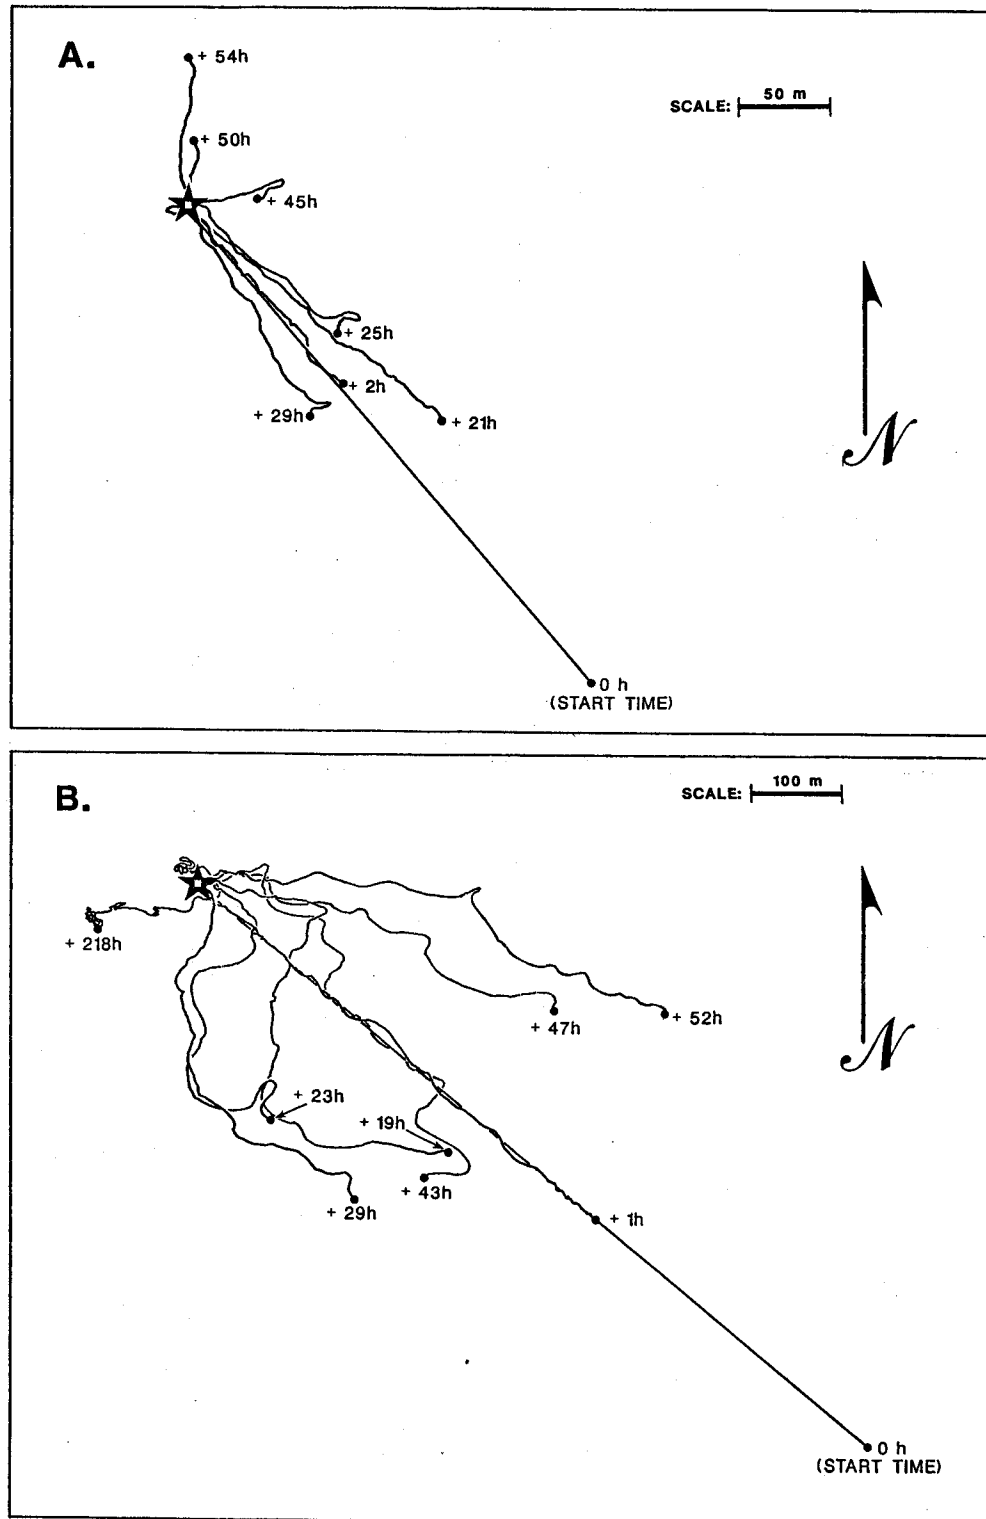 A.
+ 54h
SCALE: 50 m
+ 50h
+ 45h
+ 25h
+ 2h
+ 29h
+ 21h
N
0 h
(START TIME)
B.
SCALE: 100 m
+ 218h
+ 47h
+ 52h
N
+ 23h
+ 19h
+ 43h
+ 29h
+ 1h
0 h
(START TIME)